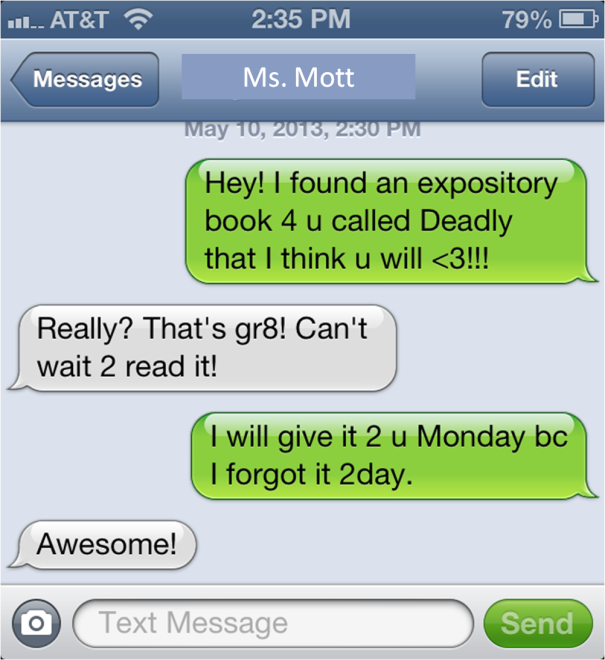 AT&T 2:35 PM 79%
Messages Ms. Mott Edit
May 10, 2013, 2:30 PM
Hey! I found an expository
book 4 u called Deadly
that I think u will <3!!!
Really? That's gr8! Can't
wait 2 read it!
I will give it 2 u Monday bc
I forgot it 2day.
Awesome!
Text Message Send